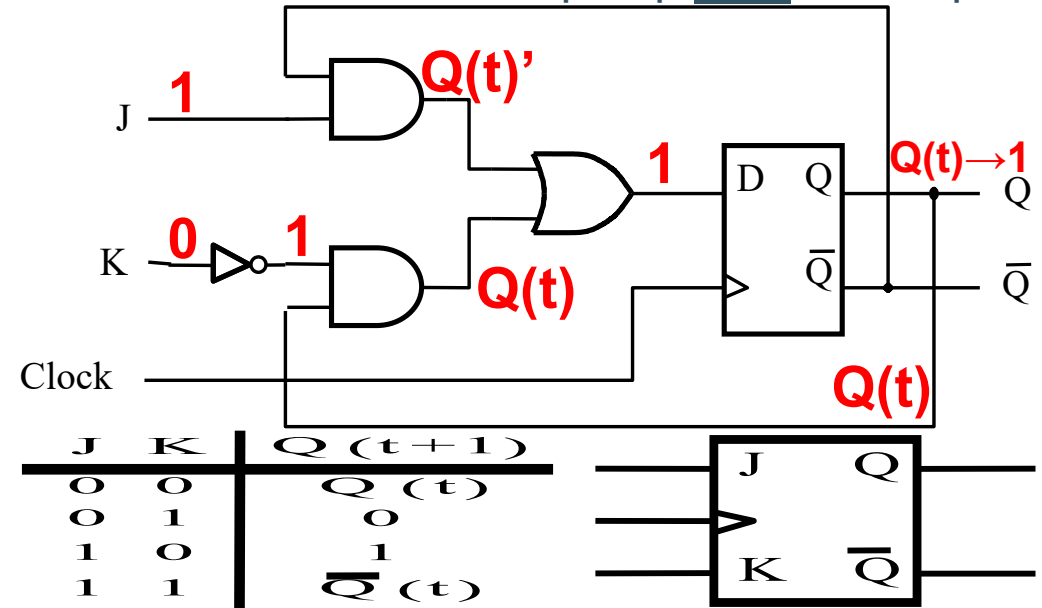 Q(t)’
1
J
1
Q(t)→1
D Q
Q
0
1
K
Q(t)
Q̅
Q̅
Clock
Q(t)
J K Q (t + 1)
0 0 Q (t)
0 1 0
1 0 1
1 1 Q̅ (t)
J Q
K Q̅